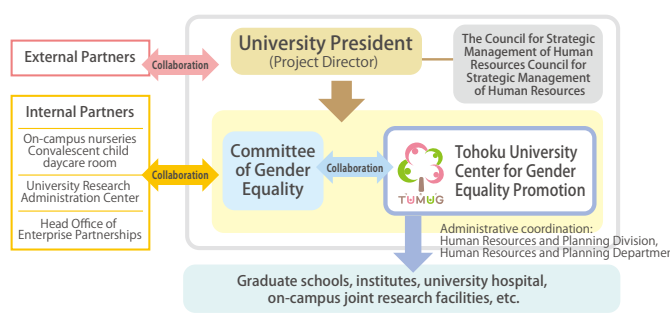 External Partners
Collaboration
University President
(Project Director)
The Council for Strategic
Management of Human
Resources Council for
Strategic Management
of Human Resources
Internal Partners
On-campus nurseries
Convalescent child
daycare room
University Research
Administration Center
Head Office of
Enterprise Partnerships
Collaboration
Committee
of Gender
Equality
Collaboration
TUMUG
Tohoku University
Center for Gender
Equality Promotion
Administrative coordination:
Human Resources and Planning Division,
Human Resources and Planning Departme
Graduate schools, institutes, university hospital,
on-campus joint research facilities, etc.